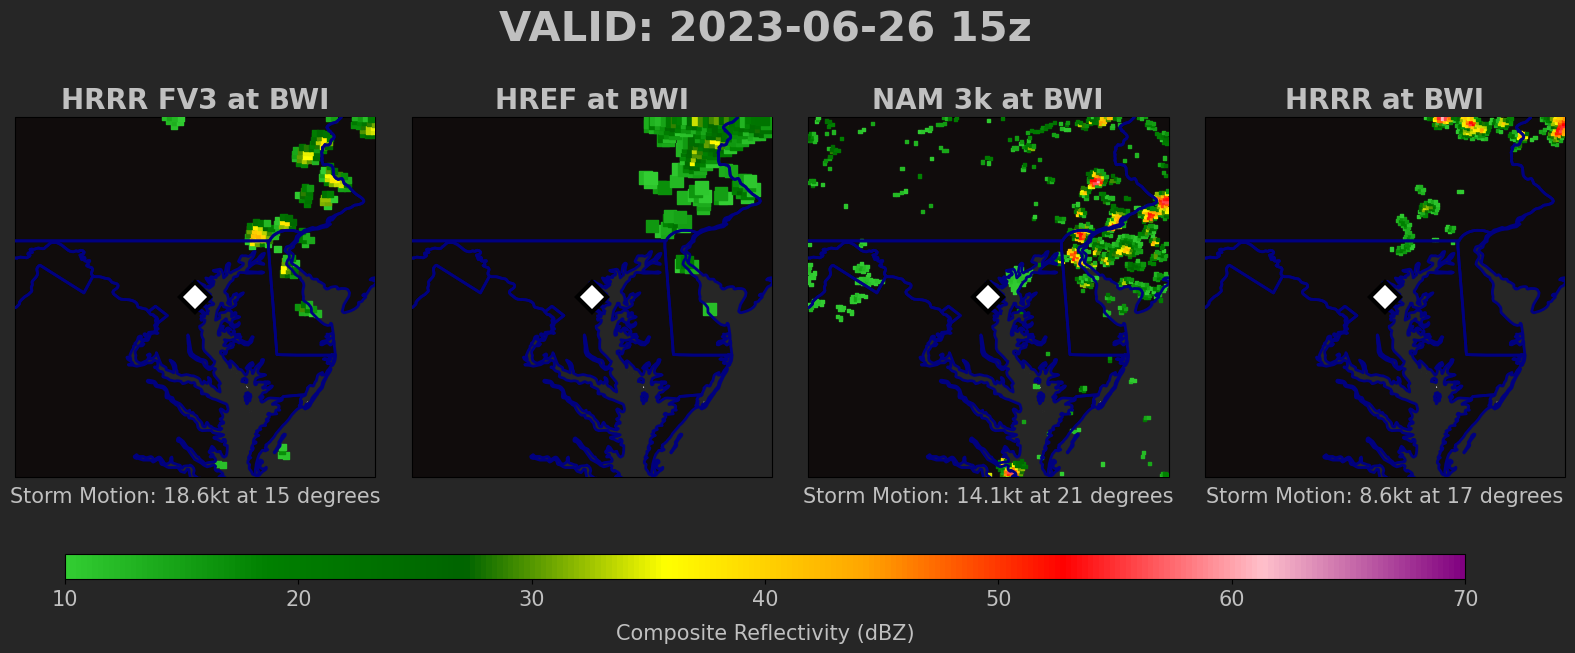 VALID: 2023-06-26 15z
HRRR FV3 at BWI
HREF at BWI
NAM 3k at BWI
HRRR at BWI
Storm Motion: 18.6kt at 15 degrees
Storm Motion: 14.1kt at 21 degrees
Storm Motion: 8.6kt at 17 degrees
10 20 30 40 50 60 70
Composite Reflectivity (dBZ)